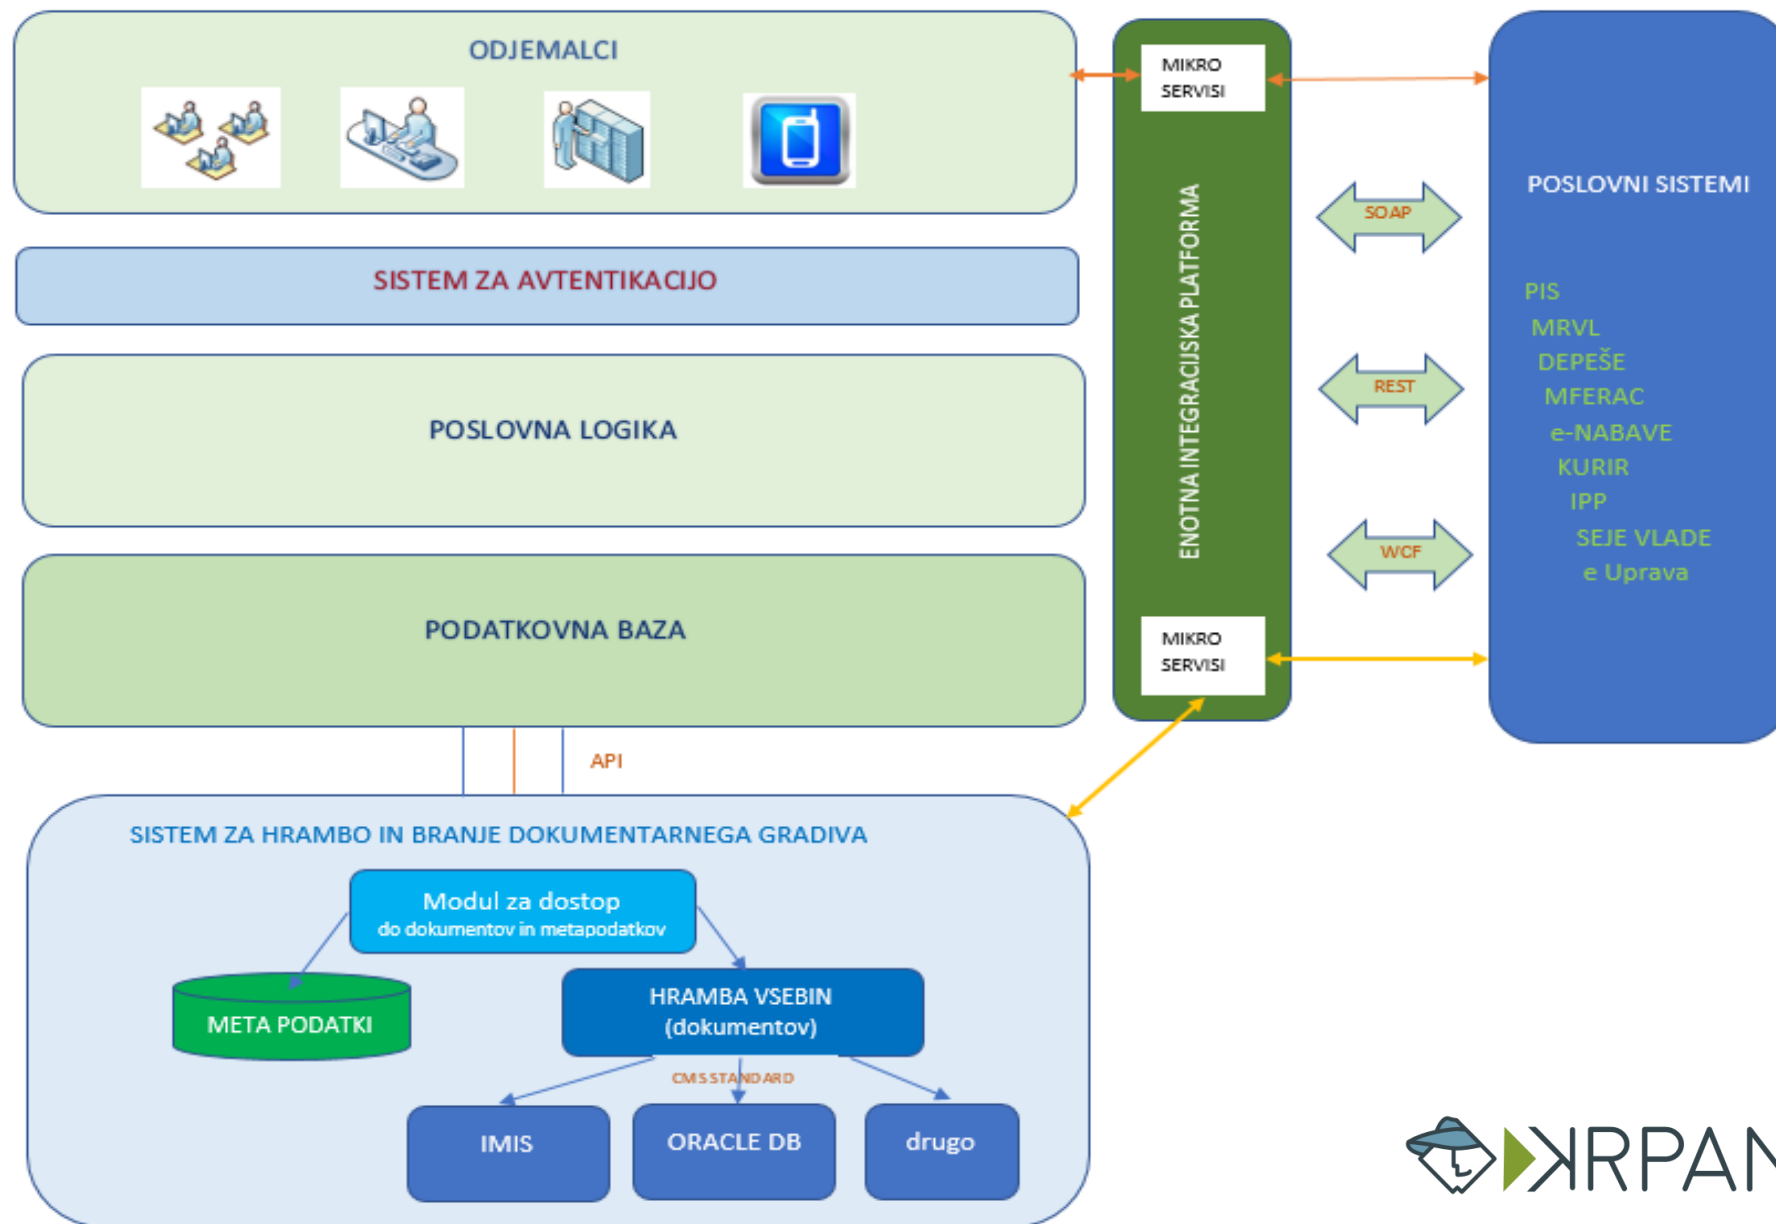 ODJEMALCI
SISTEM ZA AVTENTIKACIJO
POSLOVNA LOGIKA
PODATKOVNA BAZA
API
SISTEM ZA HRAMBO IN BRANJE DOKUMENTARNEGA GRADIVA
Modul za dostop
do dokumentov in metapodatkov
META PODATKI
HRAMBA VSEBIN
(dokumentov)
CMIS STANDARD
IMIS
ORACLE DB
drugo
MIKRO
SERVISI
ENOTNA INTEGRACIJSKA PLATFORMA
MIKRO
SERVISI
SOAP
REST
WCF
POSLOVNI SISTEMI
PIS
MRVL
DEPEŠE
MFERAC
e-NABAVE
KURIR
IPP
SEJE VLADE
e Uprava
KRPAN